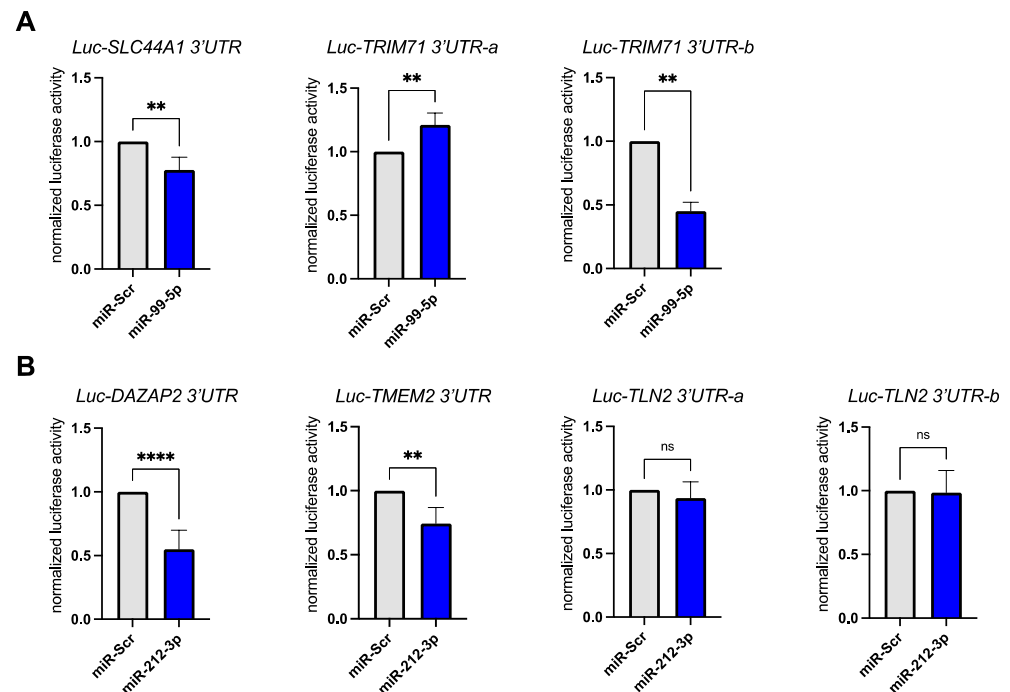 A
Luc-SLC44A1 3’UTR
normalized luciferase activity
1.5
1.0
0.5
0.0
**
miR-Scr
miR-99-5p
Luc-TRIM71 3’UTR-a
normalized luciferase activity
1.5
1.0
0.5
0.0
**
miR-Scr
miR-99-5p
Luc-TRIM71 3’UTR-b
normalized luciferase activity
1.5
1.0
0.5
0.0
**
miR-Scr
miR-99-5p
B
Luc-DAZAP2 3’UTR
normalized luciferase activity
1.5
1.0
0.5
0.0
****
miR-Scr
miR-212-3p
Luc-TMEM2 3’UTR
normalized luciferase activity
1.5
1.0
0.5
0.0
**
miR-Scr
miR-212-3p
Luc-TLN2 3’UTR-a
normalized luciferase activity
1.5
1.0
0.5
0.0
ns
miR-Scr
miR-212-3p
Luc-TLN2 3’UTR-b
normalized luciferase activity
1.5
1.0
0.5
0.0
ns
miR-Scr
miR-212-3p